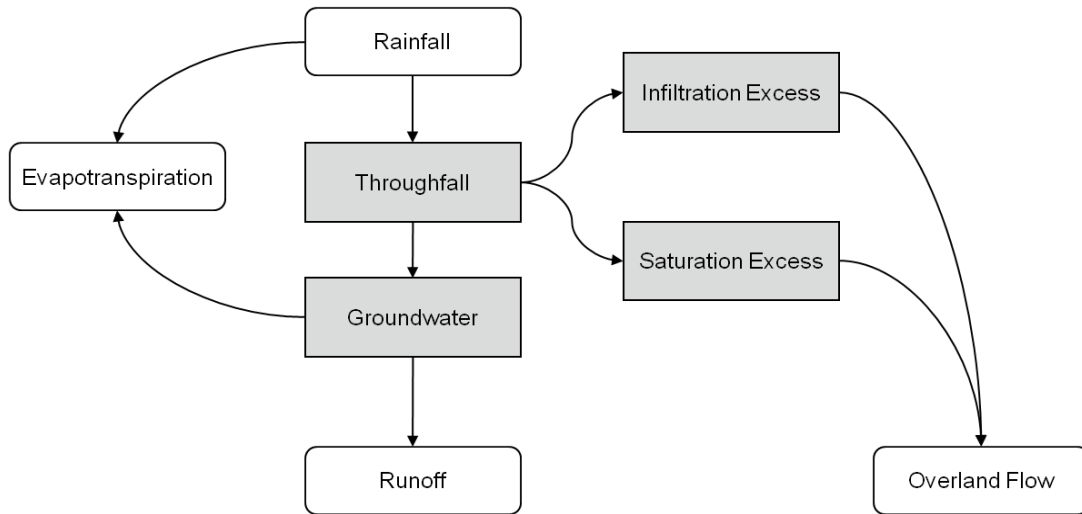 Rainfall
Infiltration Excess
Evapotranspiration
Throughfall
Saturation Excess
Groundwater
Runoff
Overland Flow